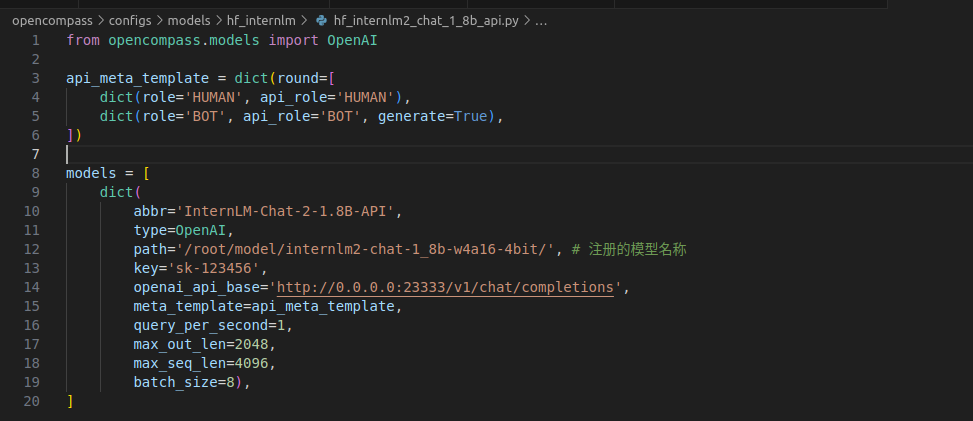 opencompass > configs > models > hf_internlm > hf_internlm2_chat_1_8b_api.py > ...
1 from opencompass.models import OpenAI
2
3 api_meta_template = dict(round=[
4     dict(role='HUMAN', api_role='HUMAN'),
5     dict(role='BOT', api_role='BOT', generate=True),
6 ])
7
8 models = [
9     dict(
10         abbr='InternLM-Chat-2-1.8B-API',
11         type=OpenAI,
12         path='/root/model/internlm2-chat-1_8b-w4a16-4bit/', # 注册的模型名称
13         key='sk-123456',
14         openai_api_base='http://0.0.0.0:23333/v1/chat/completions',
15         meta_template=api_meta_template,
16         query_per_second=1,
17         max_out_len=2048,
18         max_seq_len=4096,
19         batch_size=8),
20 ]